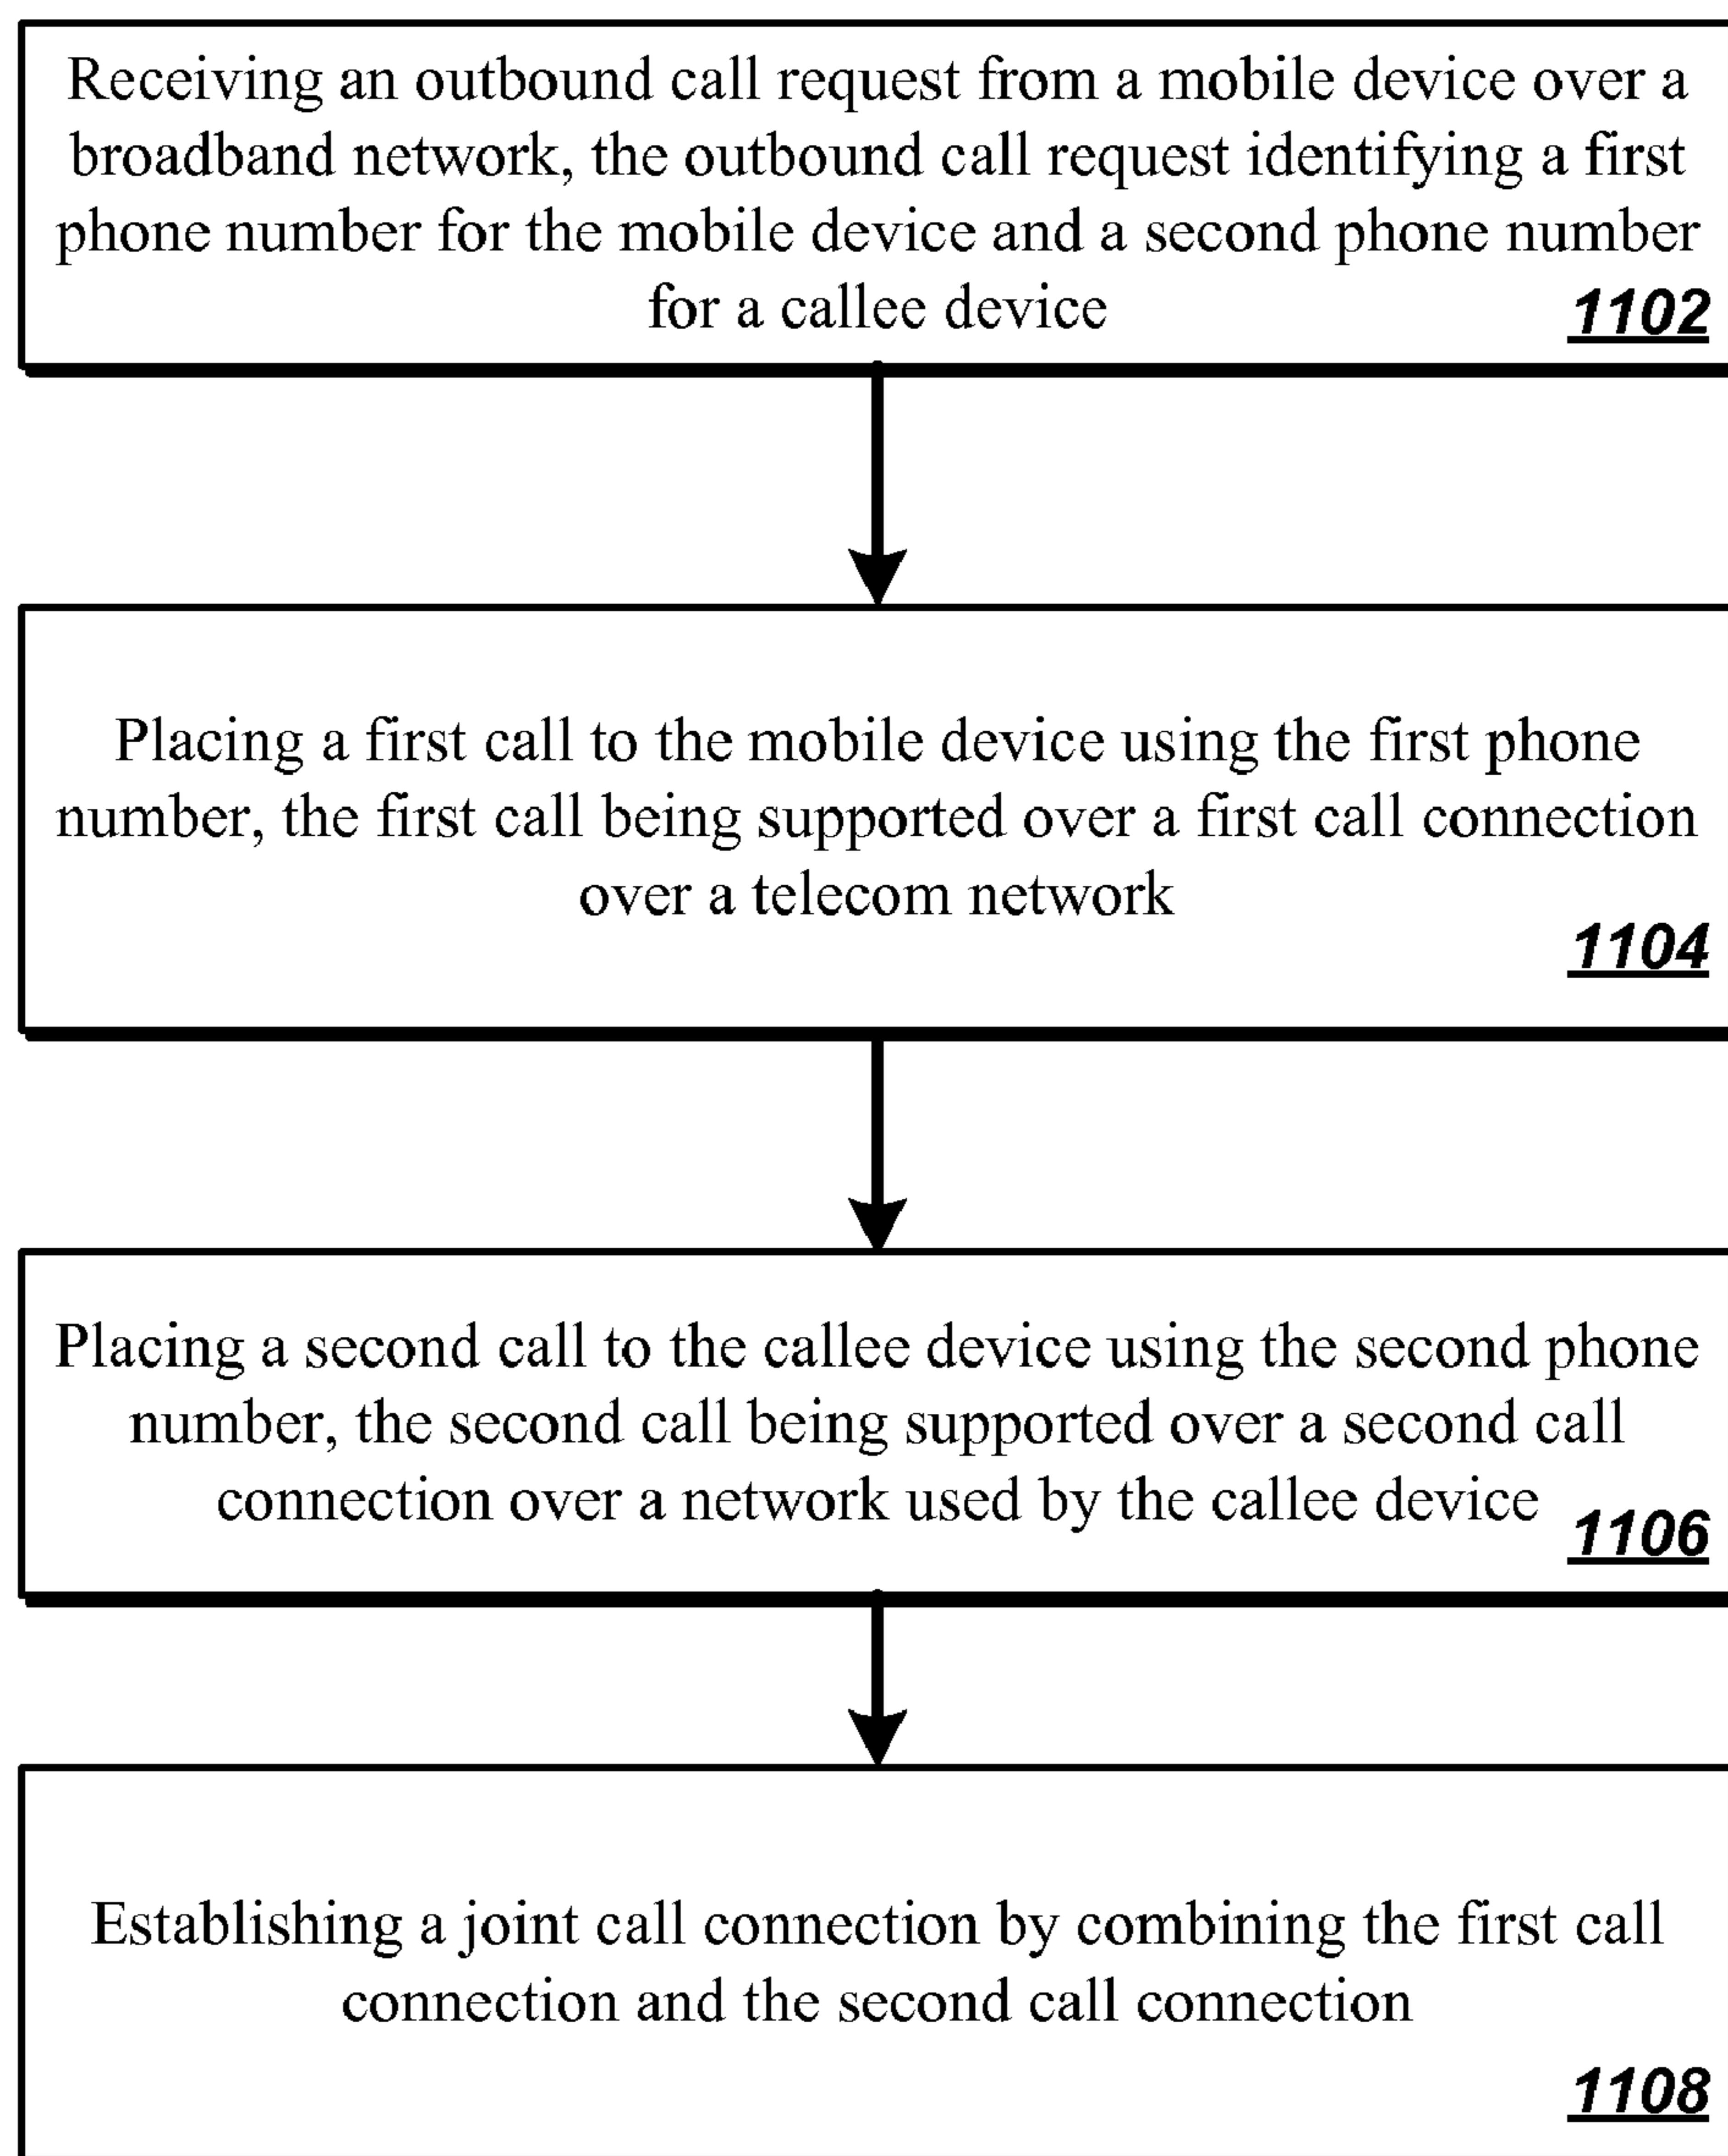 Receiving an outbound call request from a mobile device over a
broadband network, the outbound call request identifying a first
phone number for the mobile device and a second phone number
for a callee device
1102
Placing a first call to the mobile device using the first phone
number, the first call being supported over a first call connection
over a telecom network
1104
Placing a second call to the callee device using the second phone
number, the second call being supported over a second call
connection over a network used by the callee device
1106
Establishing a joint call connection by combining the first call
connection and the second call connection
1108